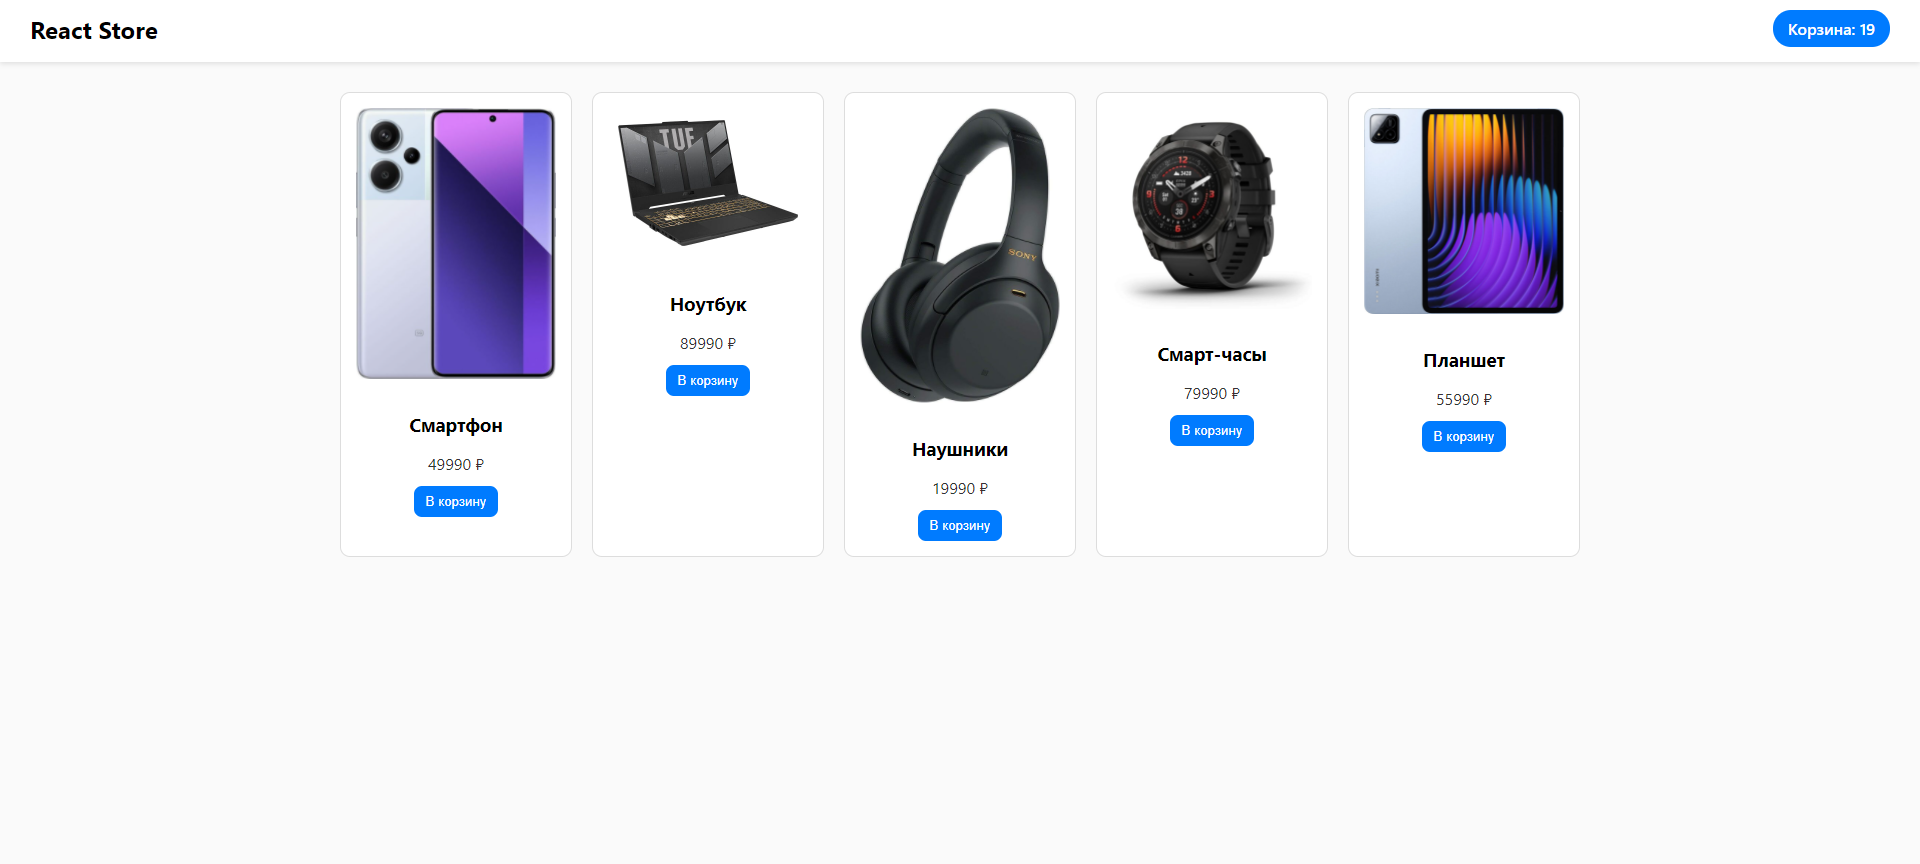 React Store
Корзина: 19
TUF
SONY
Смартфон
49990 ₽
В корзину
Ноутбук
89990 ₽
В корзину
Наушники
19990 ₽
В корзину
Смарт-часы
79990 ₽
В корзину
Планшет
55990 ₽
В корзину